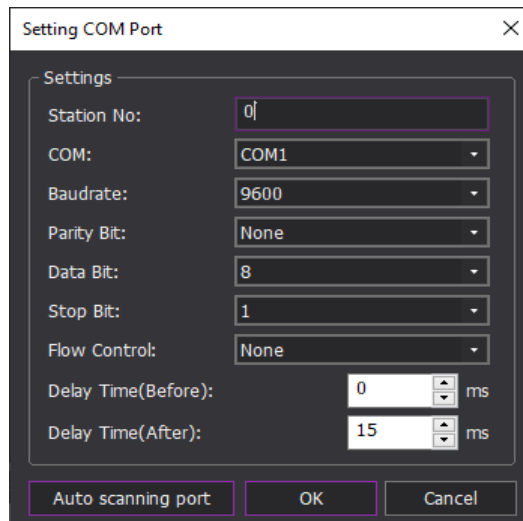 Setting COM Port
Settings
Station No: 0
COM: COM1
Baudrate: 9600
Parity Bit: None
Data Bit: 8
Stop Bit: 1
Flow Control: None
Delay Time(Before): 0 ms
Delay Time(After): 15 ms
Auto scanning port OK Cancel